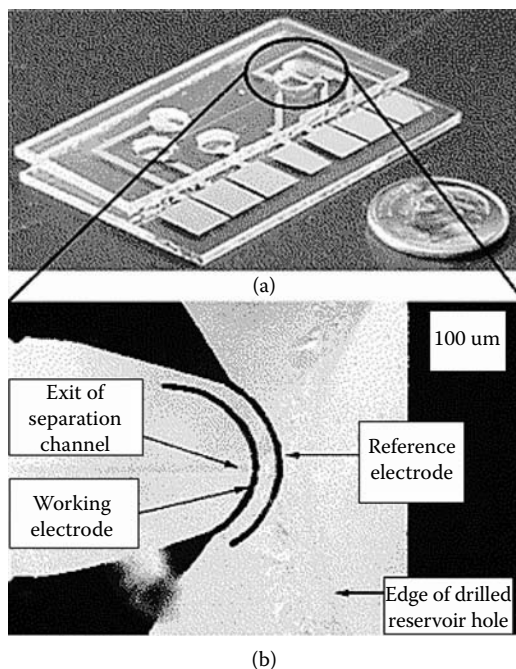 (a)
100 um
Exit of
separation
channel
Working
electrode
Reference
electrode
Edge of drilled
reservoir hole
(b)